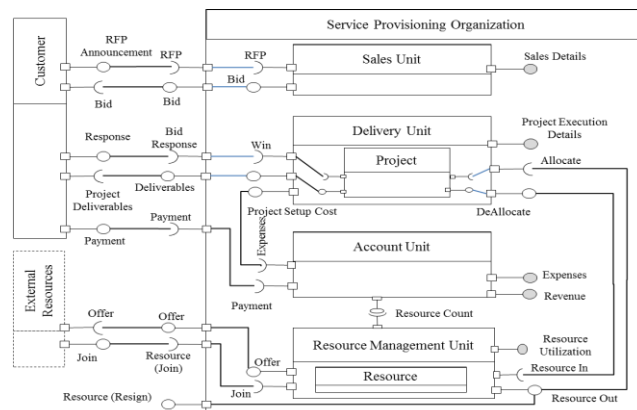 Service Provisioning Organization
Customer
RFP
Announcement
RFP
RFP
Sales Unit
Sales Details
Bid
Bid
Bid
Response
Bid
Response
Win
Delivery Unit
Project
Project Execution
Details
Allocate
Project
Deliverables
Deliverables
Project Setup Cost
DeAllocate
Payment
Payment
Expenses
Account Unit
Payment
Expenses
Revenue
Resource Count
External
Resources
Offer
Offer
Offer
Resource Management Unit
Resource
Utilization
Join
Resource
(Join)
Join
Resource
Resource In
Resource (Resign)
Resource Out